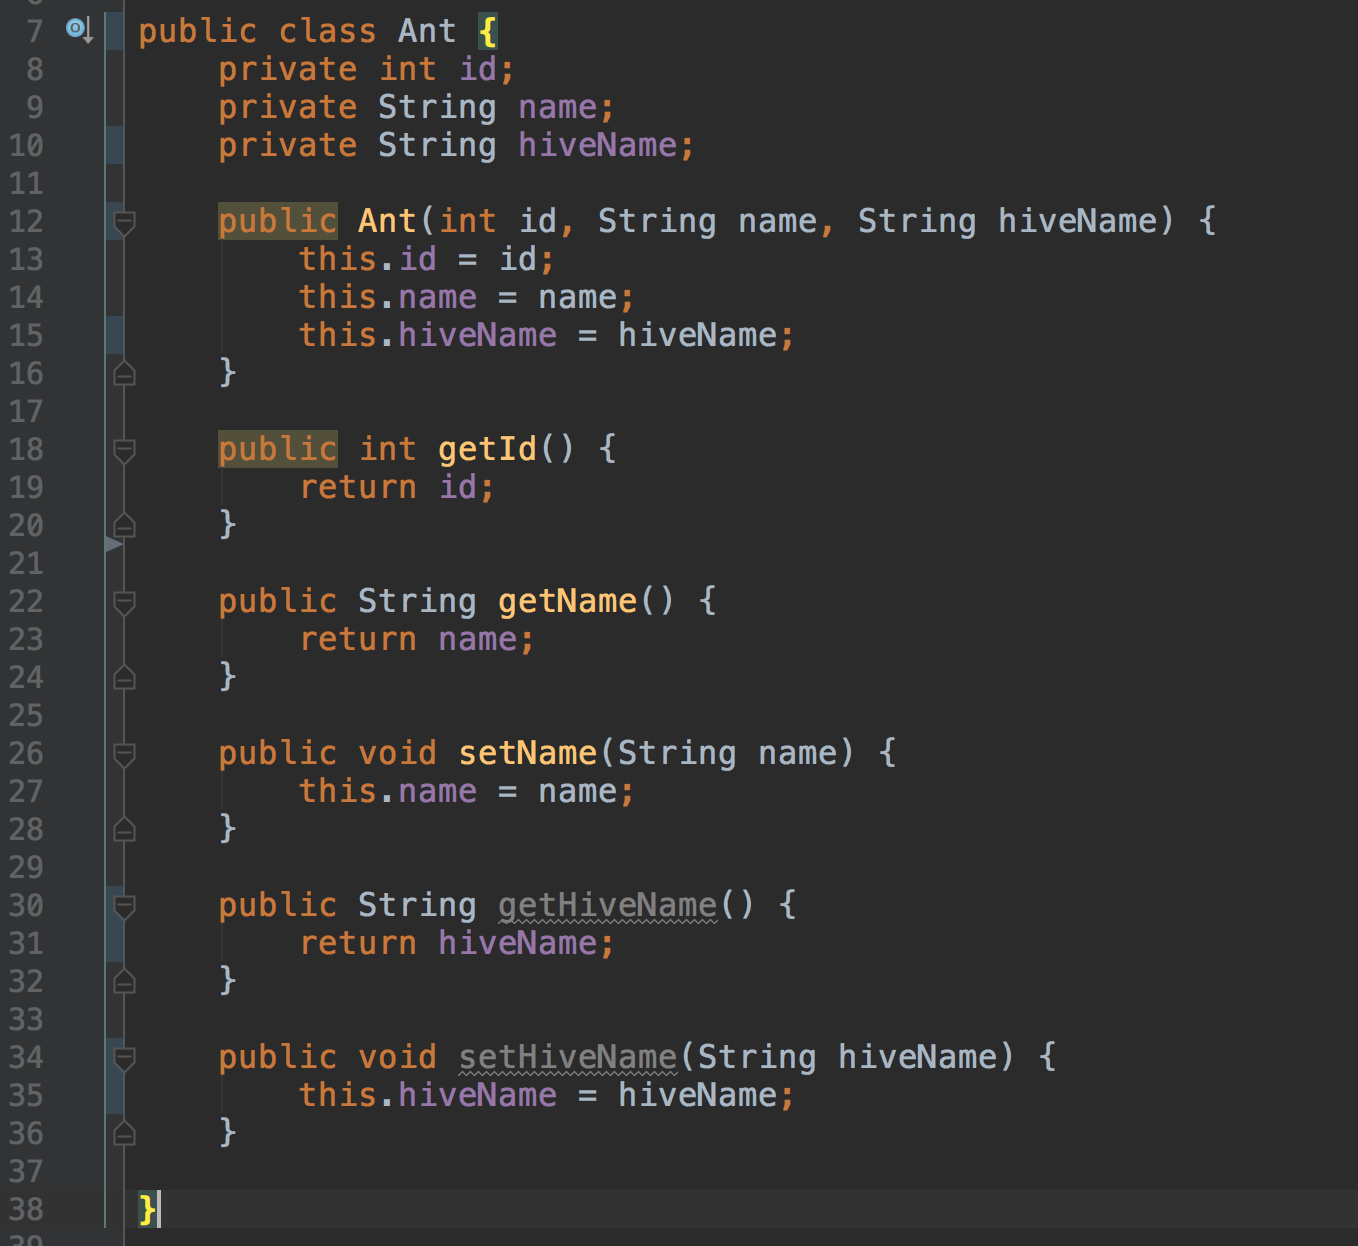 7 public class Ant {
8     private int id;
9     private String name;
10     private String hiveName;
11
12     public Ant(int id, String name, String hiveName) {
13         this.id = id;
14         this.name = name;
15         this.hiveName = hiveName;
16     }
17
18     public int getId() {
19         return id;
20     }
21
22     public String getName() {
23         return name;
24     }
25
26     public void setName(String name) {
27         this.name = name;
28     }
29
30     public String getHiveName() {
31         return hiveName;
32     }
33
34     public void setHiveName(String hiveName) {
35         this.hiveName = hiveName;
36     }
37
38 }
39